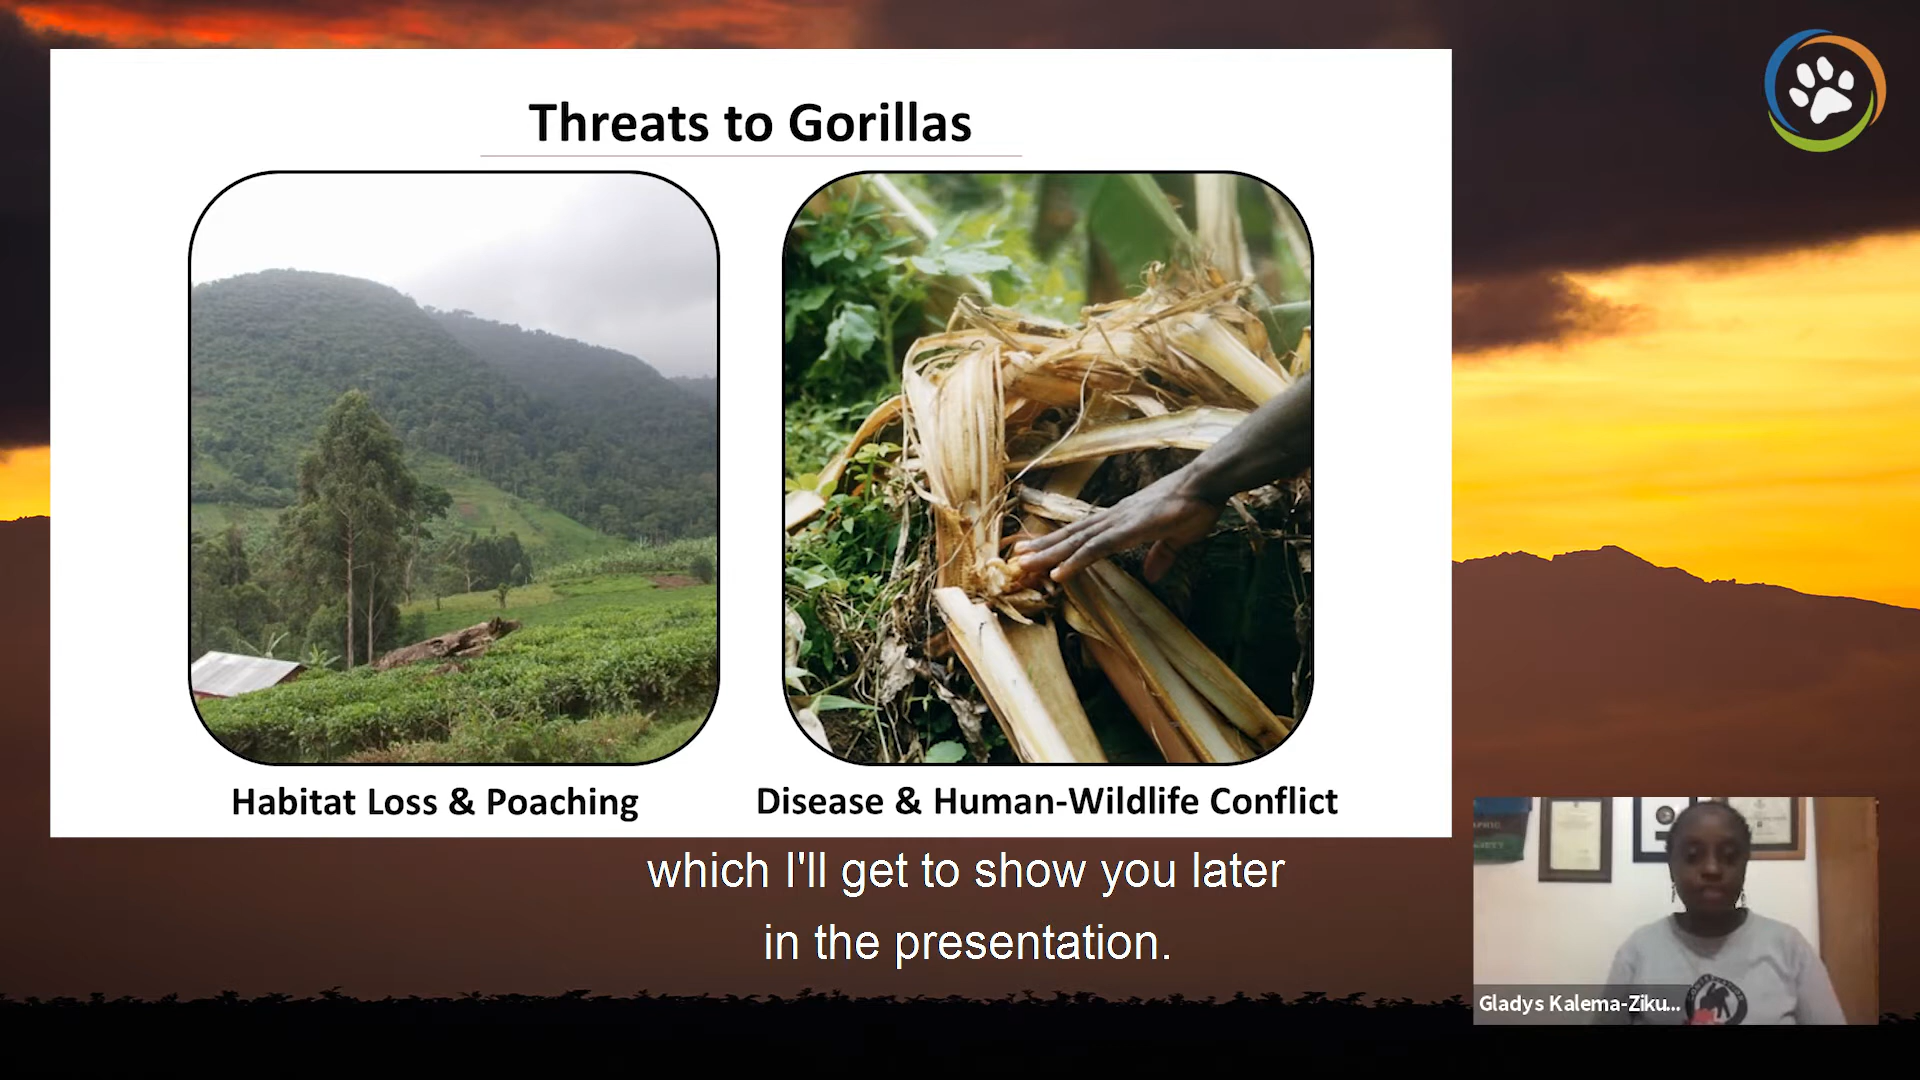 Threats to Gorillas
Habitat Loss & Poaching
Disease & Human-Wildlife Conflict
which I'll get to show you later
in the presentation.
Gladys Kalema-Ziku...